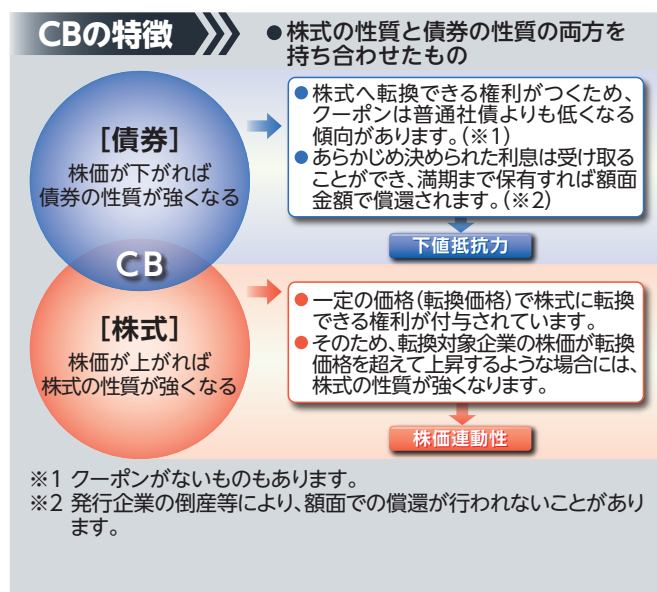 CBの特徴
●株式の性質と債券の性質の両方を
持ち合わせたもの
[債券]
株価が下がれば
債券の性質が強くなる
●株式へ転換できる権利がつくため、
クーポンは普通社債よりも低くなる
傾向があります。(※1)
●あらかじめ決められた利息は受け取る
ことができ、満期まで保有すれば額面
金額で償還されます。(※2)
下値抵抗力
CB
[株式]
株価が上がれば
株式の性質が強くなる
●一定の価格(転換価格)で株式に転換
できる権利が付与されています。
●そのため、転換対象企業の株価が転換
価格を超えて上昇するような場合には、
株式の性質が強くなります。
株価連動性
※1 クーポンがないものもあります。
※2 発行企業の倒産等により、額面での償還が行われないことがあり
ます。